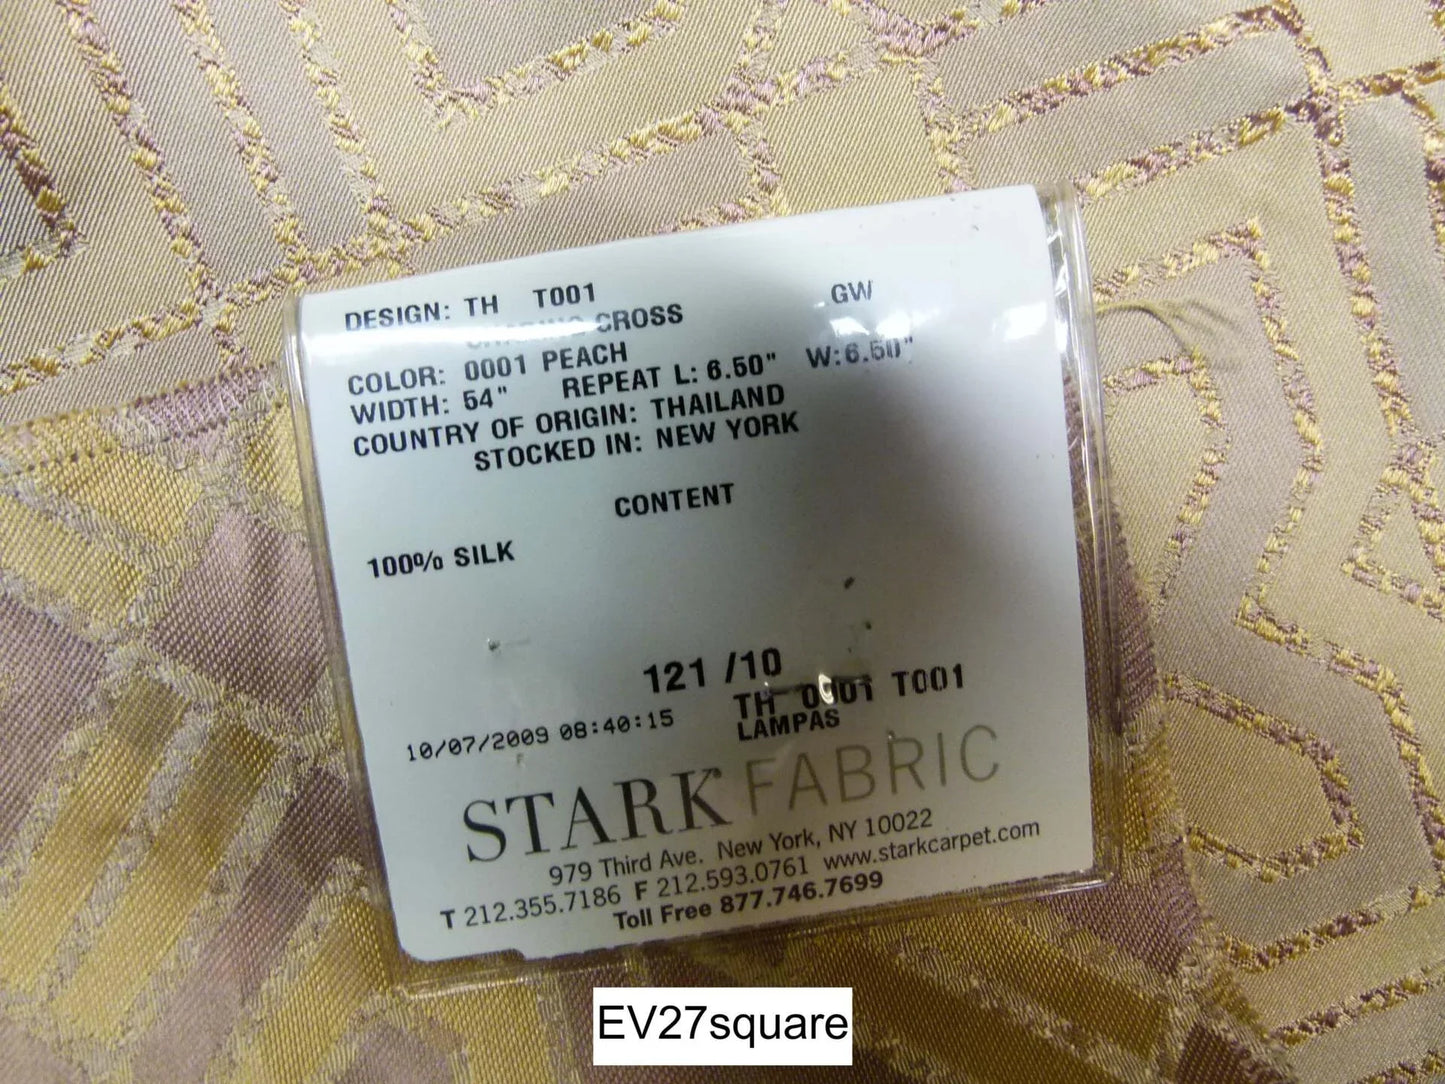 DESIGN: TH T001 GW
CROSS
COLOR: 0001 PEACH
WIDTH: 54" REPEAT L: 6.50" W:6.50"
COUNTRY OF ORIGIN: THAILAND
STOCKED IN: NEW YORK
CONTENT
100% SILK
121 /10
TH 0001 T001
10/07/2009 08:40:15
LAMPAS
STARK FABRIC
979 Third Ave. New York, NY 10022
T 212.355.7186 F 212.593.0761 www.starkcarpet.com
Toll Free 877.746.7699
EV27square